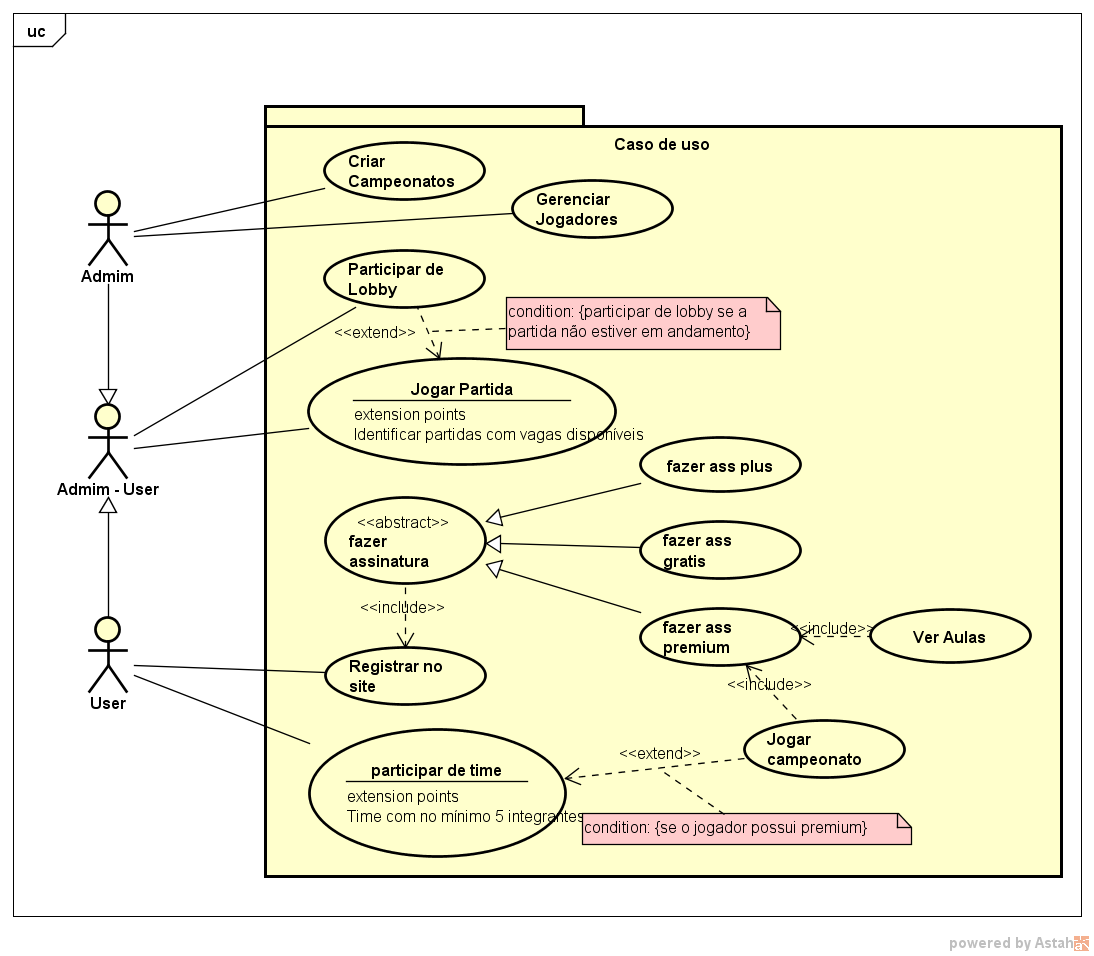 uc
Caso de uso
Criar
Campeonatos
Gerenciar
Jogadores
Admim
Participar de
Lobby
<<extend>>
condition: {participar de lobby se a
partida não estiver em andamento}
Jogar Partida
extension points
Identificar partidas com vagas disponíveis
Admim - User
fazer ass plus
<<abstract>>
fazer
assinatura
fazer ass
gratis
<<include>>
fazer ass
premium
<<include>>
Ver Aulas
Registrar no
site
<<include>>
User
Jogar
campeonato
<<extend>>
participar de time
extension points
Time com no mínimo 5 integrantes
condition: {se o jogador possui premium}
powered by Astah